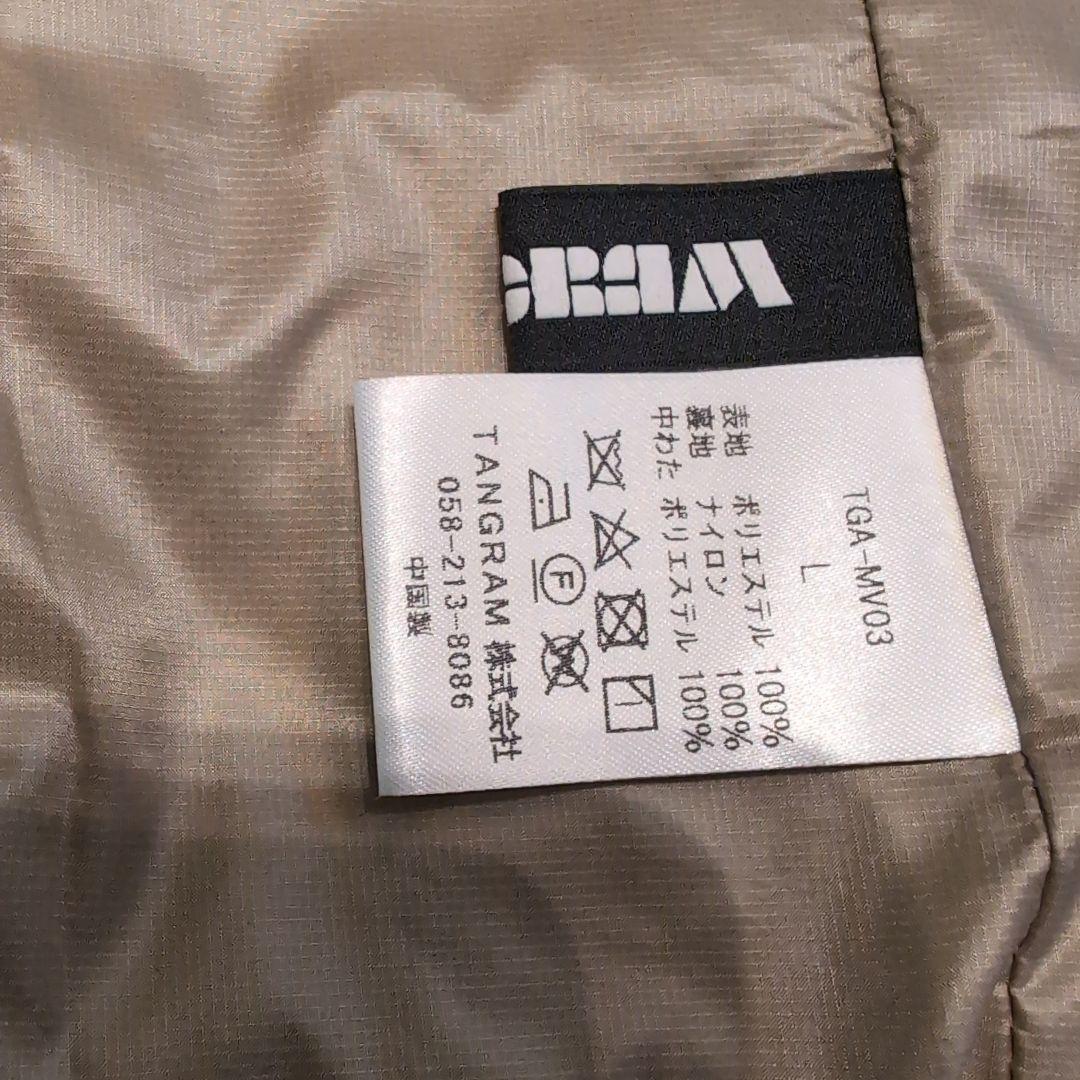 GRAM
TGA-MV03
L
表地 ポリエステル 100%
裏地 ナイロン 100%
中わた ポリエステル 100%
F W
TANGRAM 株式会社
058-213-8086
中国製